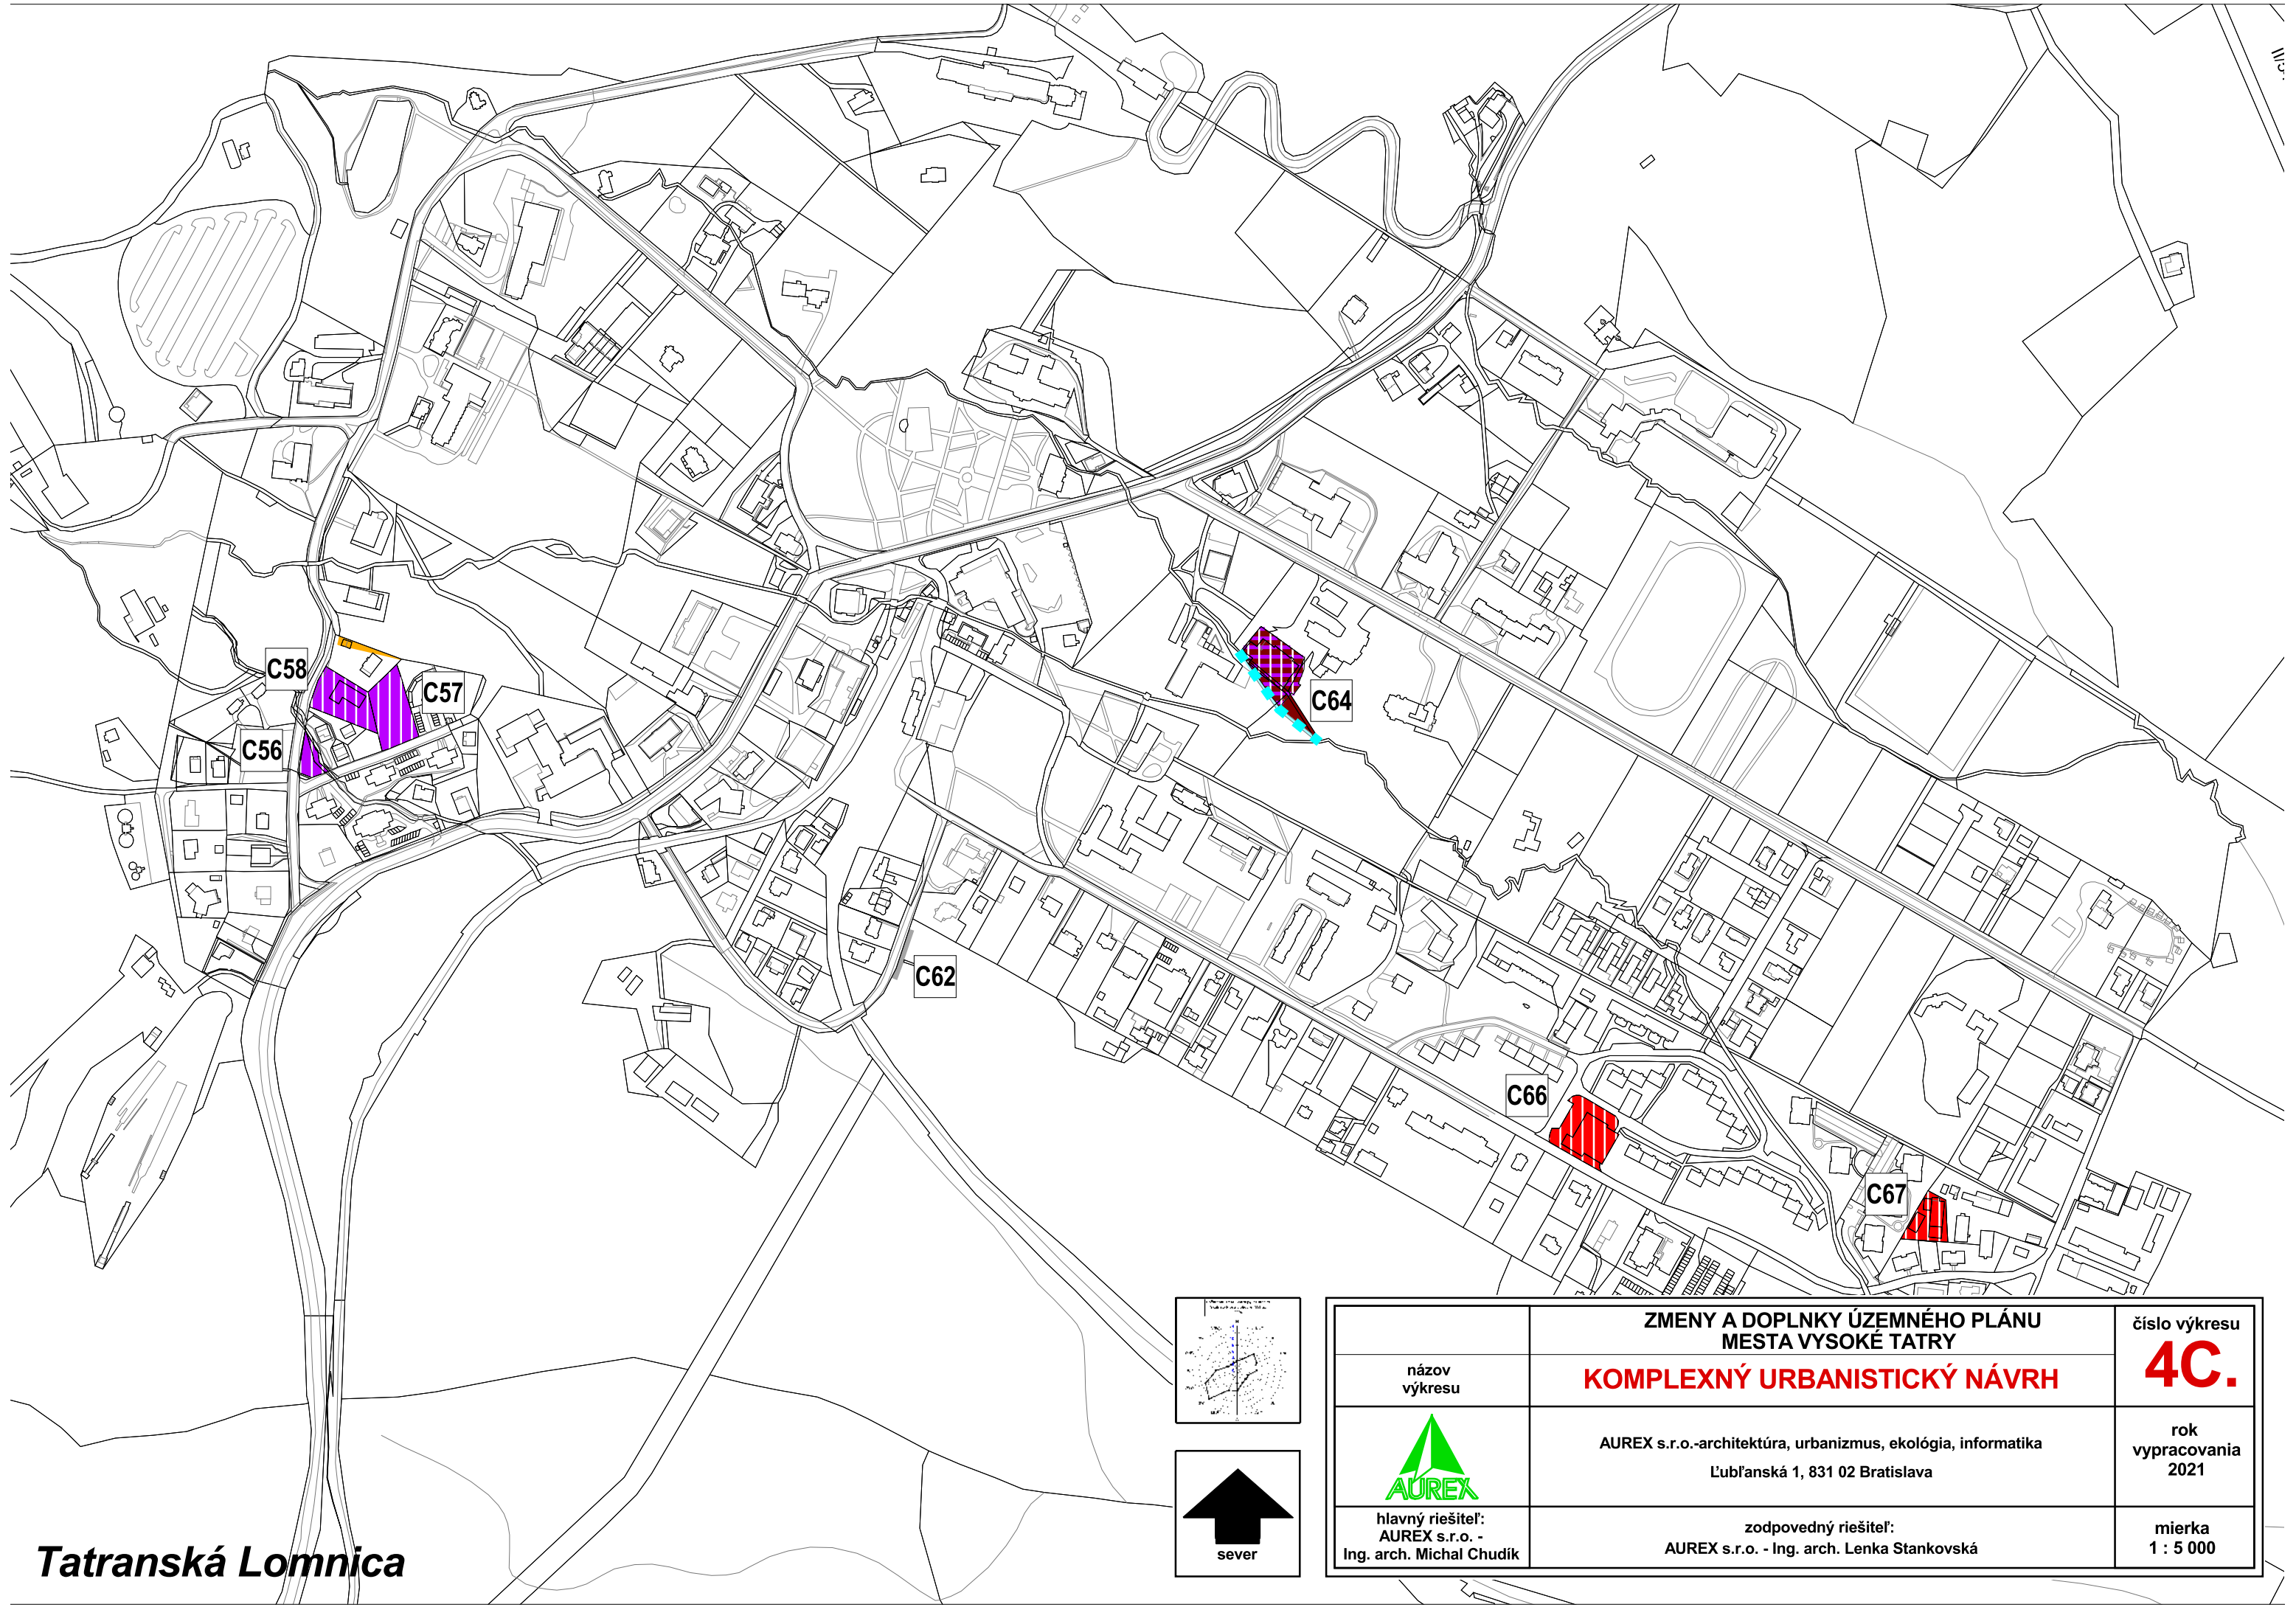 C58
C57
C56
C64
C62
C66
C67
ZMENY A DOPLNKY ÚZEMNÉHO PLÁNU
MESTA VYSOKÉ TATRY
číslo výkresu
4C.
názov
výkresu
KOMPLEXNÝ URBANISTICKÝ NÁVRH
AUREX
AUREX s.r.o.-architektúra, urbanizmus, ekológia, informatika
Ľubľanská 1, 831 02 Bratislava
rok
vypracovania
2021
hlavný riešiteľ:
AUREX s.r.o. -
Ing. arch. Michal Chudík
zodpovedný riešiteľ:
AUREX s.r.o. - Ing. arch. Lenka Stankovská
mierka
1 : 5 000
sever
Tatranská Lomnica